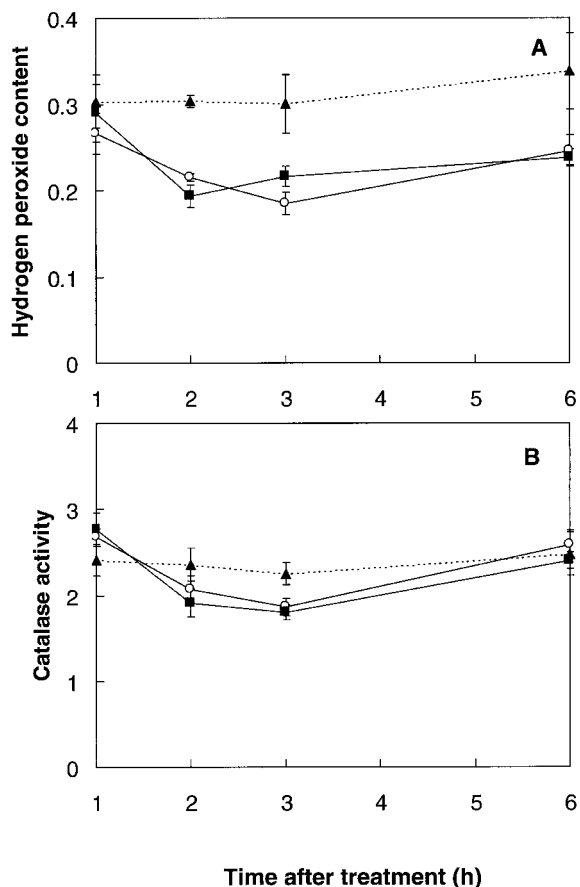 Hydrogen peroxide content
0.4
0.3
0.2
0.1
0
A
1 2 3 4 5 6
Catalase activity
4
3
2
1
0
B
1 2 3 4 5 6
Time after treatment (h)